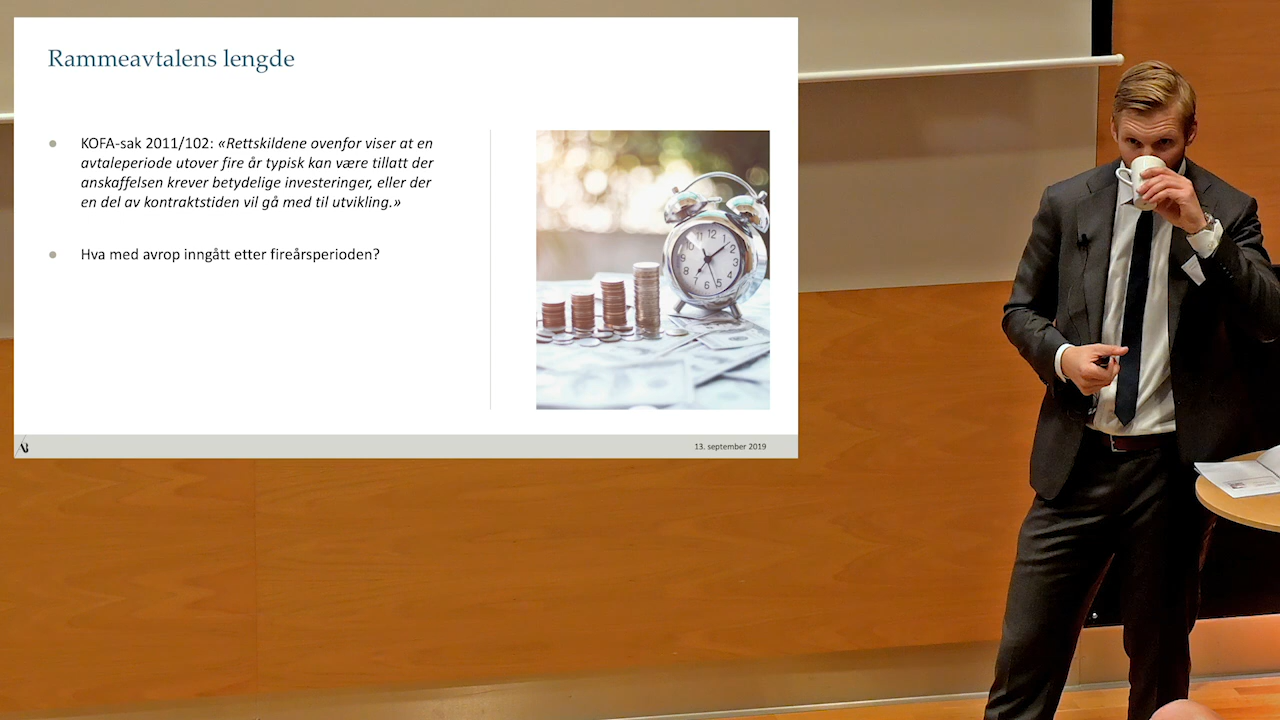 Rammeavtalens lengde
KOFA-sak 2011/102: «Rettskildene ovenfor viser at en
avtaleperiode utover fire år typisk kan være tillatt der
anskaffelsen krever betydelige investeringer, eller der
en del av kontraktstiden vil gå med til utvikling.»
Hva med avrop inngått etter fireårsperioden?
13. september 2019